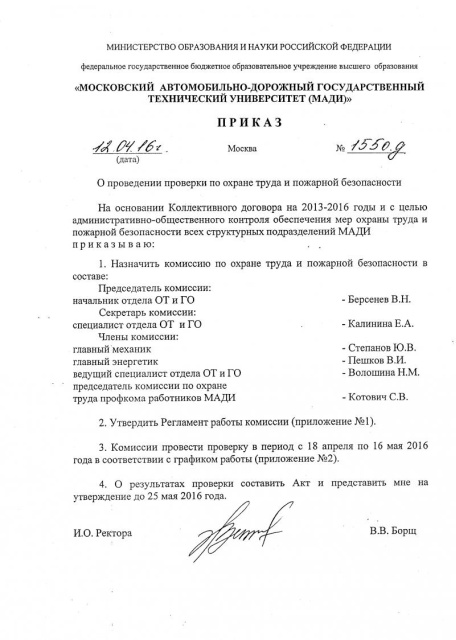 МИНИСТЕРСТВО ОБРАЗОВАНИЯ И НАУКИ РОССИЙСКОЙ ФЕДЕРАЦИИ
федеральное государственное бюджетное образовательное учреждение высшего образования
«МОСКОВСКИЙ АВТОМОБИЛЬНО-ДОРОЖНЫЙ ГОСУДАРСТВЕННЫЙ
ТЕХНИЧЕСКИЙ УНИВЕРСИТЕТ (МАДИ)»
П Р И К А З
12.04.16г. Москва № 1550д
(дата)
О проведении проверки по охране труда и пожарной безопасности
На основании Коллективного договора на 2013-2016 годы и с целью
административно-общественного контроля обеспечения мер охраны труда и
пожарной безопасности всех структурных подразделений МАДИ
п р и к а з ы в а ю:
1. Назначить комиссию по охране труда и пожарной безопасности в
составе:
Председатель комиссии:
начальник отдела ОТ и ГО - Берсенев В.Н.
Секретарь комиссии:
специалист отдела ОТ и ГО - Калинина Е.А.
Члены комиссии:
главный механик - Степанов Ю.В.
главный энергетик - Пешков В.И.
ведущий специалист отдела ОТ и ГО - Волошина Н.М.
председатель комиссии по охране
труда профкома работников МАДИ - Котович С.В.
2. Утвердить Регламент работы комиссии (приложение №1).
3. Комиссии провести проверку в период с 18 апреля по 16 мая 2016
года в соответствии с графиком работы (приложение №2).
4. О результатах проверки составить Акт и представить мне на
утверждение до 25 мая 2016 года.
И.О. Ректора В.В. Борщ